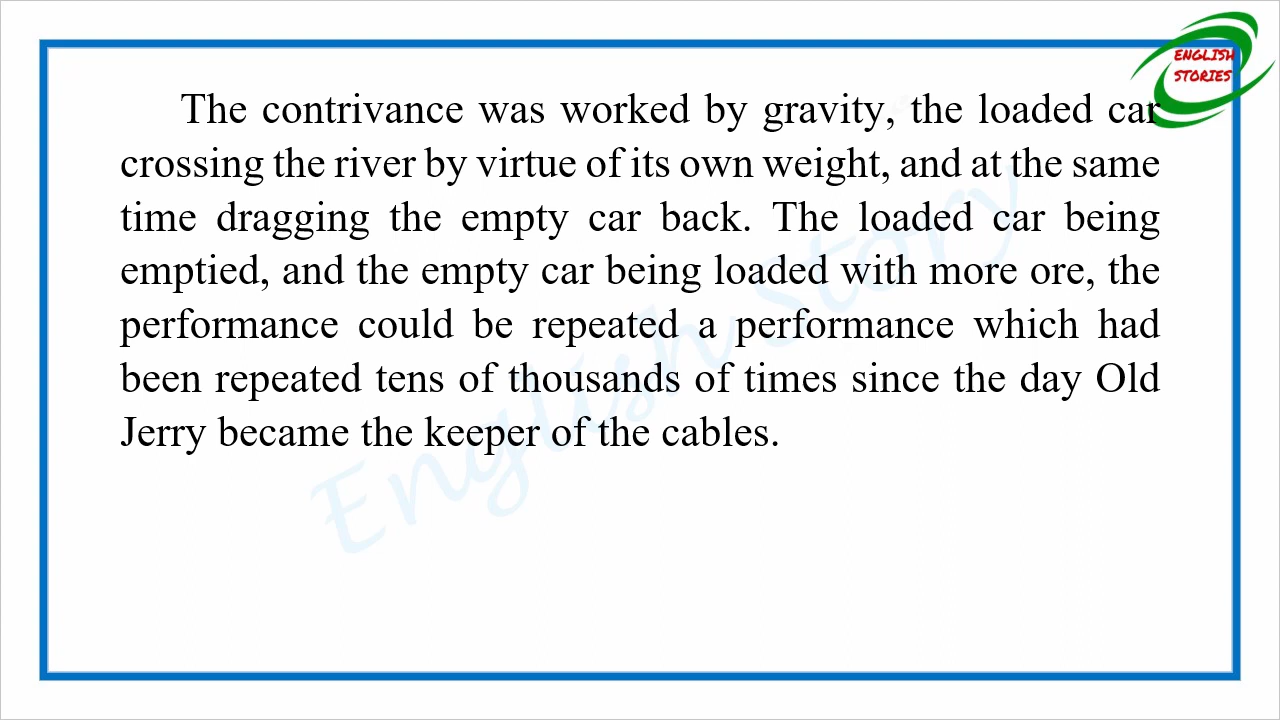 ENGLISH
STORIES
The contrivance was worked by gravity, the loaded car
crossing the river by virtue of its own weight, and at the same
time dragging the empty car back. The loaded car being
emptied, and the empty car being loaded with more ore, the
performance could be repeated a performance which had
been repeated tens of thousands of times since the day Old
Jerry became the keeper of the cables.
English Story